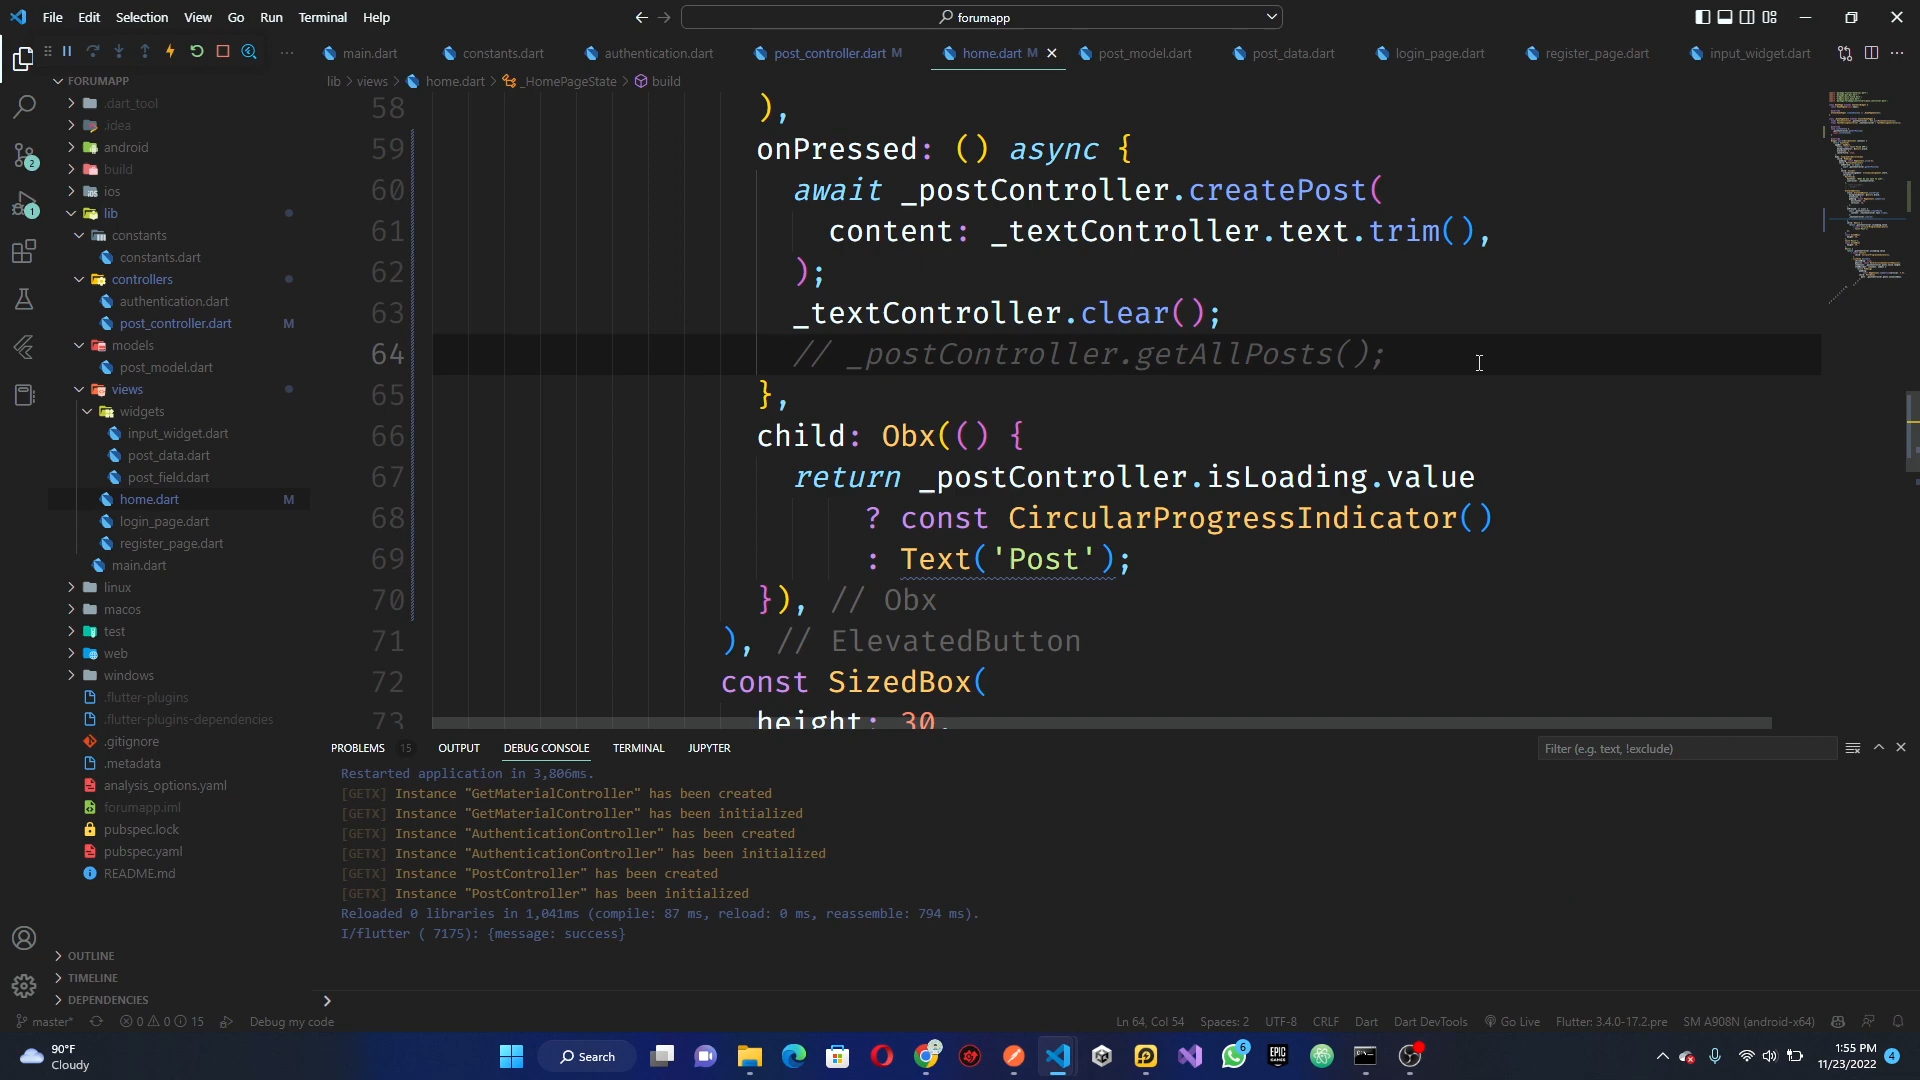 File Edit Selection View Go Run Terminal Help
forumapp
main.dart constants.dart authentication.dart post_controller.dart M home.dart M post_model.dart post_data.dart login_page.dart register_page.dart input_widget.dart
lib > views > home.dart > _HomePageState > build
FORUMAPP
.dart_tool
.idea
android
build
ios
lib
constants
constants.dart
controllers
authentication.dart
post_controller.dart M
models
post_model.dart
views
widgets
input_widget.dart
post_data.dart
post_field.dart
home.dart M
login_page.dart
register_page.dart
main.dart
linux
macos
test
web
windows
.flutter-plugins
.flutter-plugins-dependencies
.gitignore
.metadata
analysis_options.yaml
forumapp.iml
pubspec.lock
pubspec.yaml
README.md
OUTLINE
TIMELINE
DEPENDENCIES
2
1
58 ),
59 onPressed: () async {
60 await _postController.createPost(
61 content: _textController.text.trim(),
62 );
63 _textController.clear();
64 // _postController.getAllPosts();
65 },
66 child: Obx(() {
67 return _postController.isLoading.value
68 ? const CircularProgressIndicator()
69 : Text('Post');
70 }), // Obx
71 ), // ElevatedButton
72 const SizedBox(
73 height: 30,
PROBLEMS 15 OUTPUT DEBUG CONSOLE TERMINAL JUPYTER
Filter (e.g. text, !exclude)
Restarted application in 3,806ms.
[GETX] Instance "GetMaterialController" has been created
[GETX] Instance "GetMaterialController" has been initialized
[GETX] Instance "AuthenticationController" has been created
[GETX] Instance "AuthenticationController" has been initialized
[GETX] Instance "PostController" has been created
[GETX] Instance "PostController" has been initialized
Reloaded 0 libraries in 1,041ms (compile: 87 ms, reload: 0 ms, reassemble: 794 ms).
I/flutter ( 7175): {message: success}
master* 0 0 15 Debug my code
Ln 64, Col 54 Spaces: 2 UTF-8 CRLF Dart Dart DevTools Go Live Flutter: 3.4.0-17.2.pre SM A908N (android-x64)
90°F
Cloudy
Search
EPIC GAMES
6
1:55 PM
11/23/2022
4